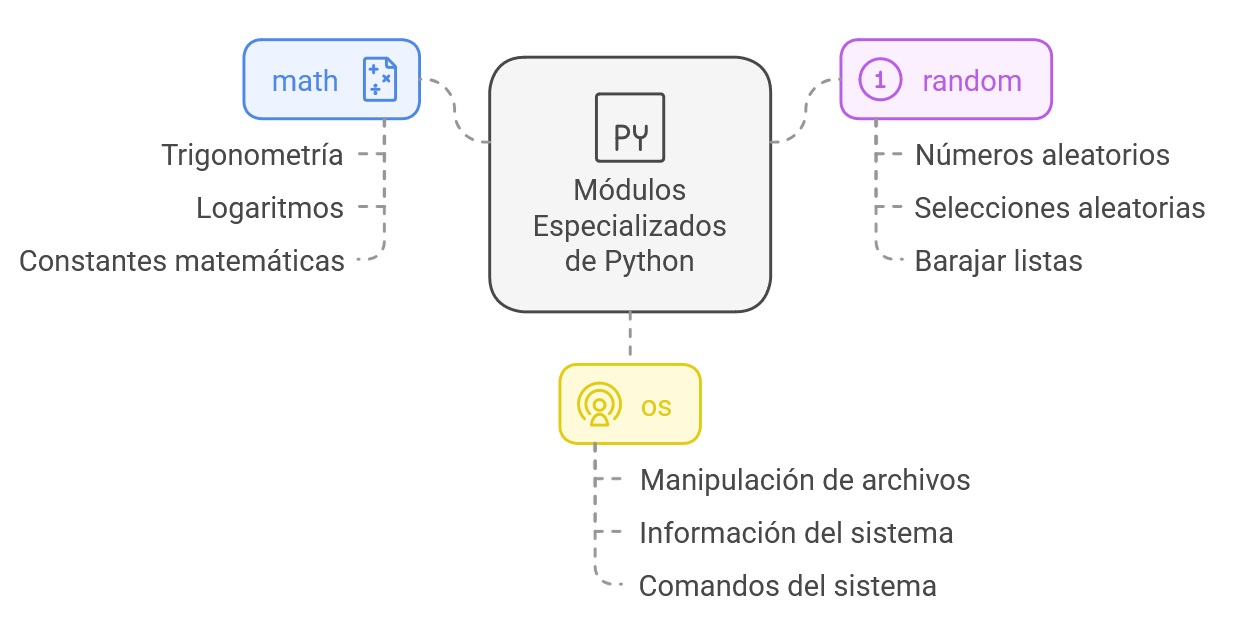 math
Trigonometría
Logaritmos
Constantes matemáticas
PY
Módulos
Especializados
de Python
1
random
Números aleatorios
Selecciones aleatorias
Barajar listas
os
Manipulación de archivos
Información del sistema
Comandos del sistema